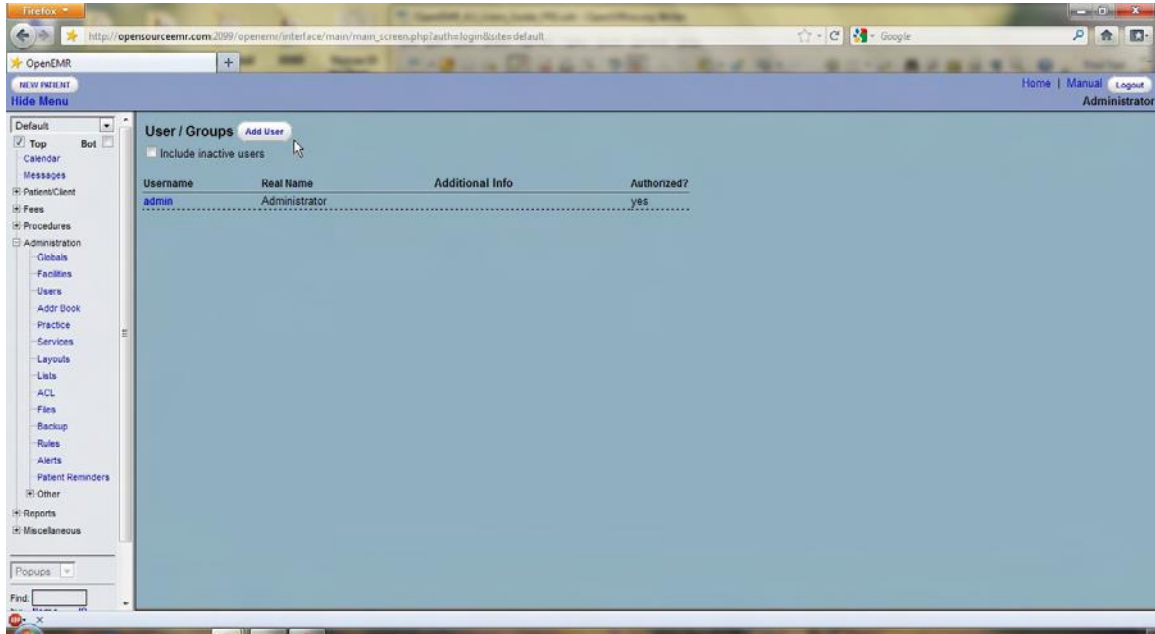 Firefox
http://opensourceemr.com:2099/openemr/interface/main/main_screen.php?auth=login&site=default
Google
OpenEMR
NEW PATIENT
Home | Manual Logout
Hide Menu
Administrator
Default
Top Bot
Calendar
Messages
Patient/Client
Fees
Procedures
Administration
Globals
Facilities
Users
Addr Book
Practice
Services
Layouts
Lists
ACL
Files
Backup
Rules
Alerts
Patient Reminders
Other
Reports
Miscellaneous
Popups
Find:
User / Groups Add User
Include inactive users
Username Real Name Additional Info Authorized?
admin Administrator yes